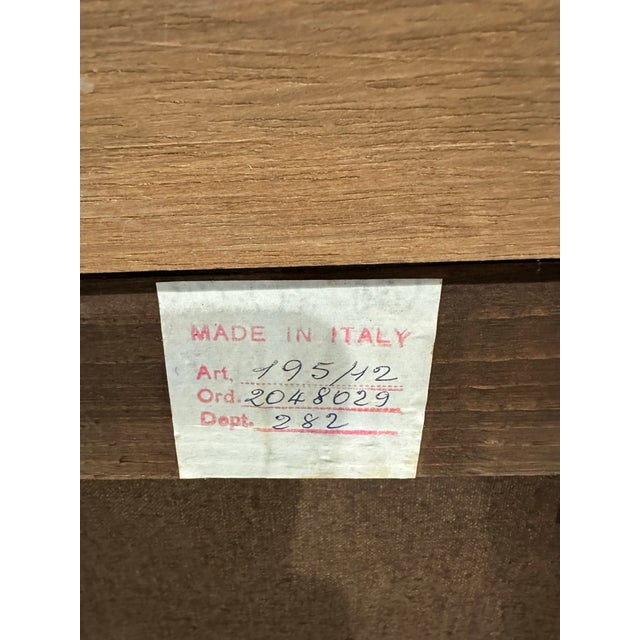 MADE IN ITALY
Art. 195/12
Ord. 2048029
Dept. 282